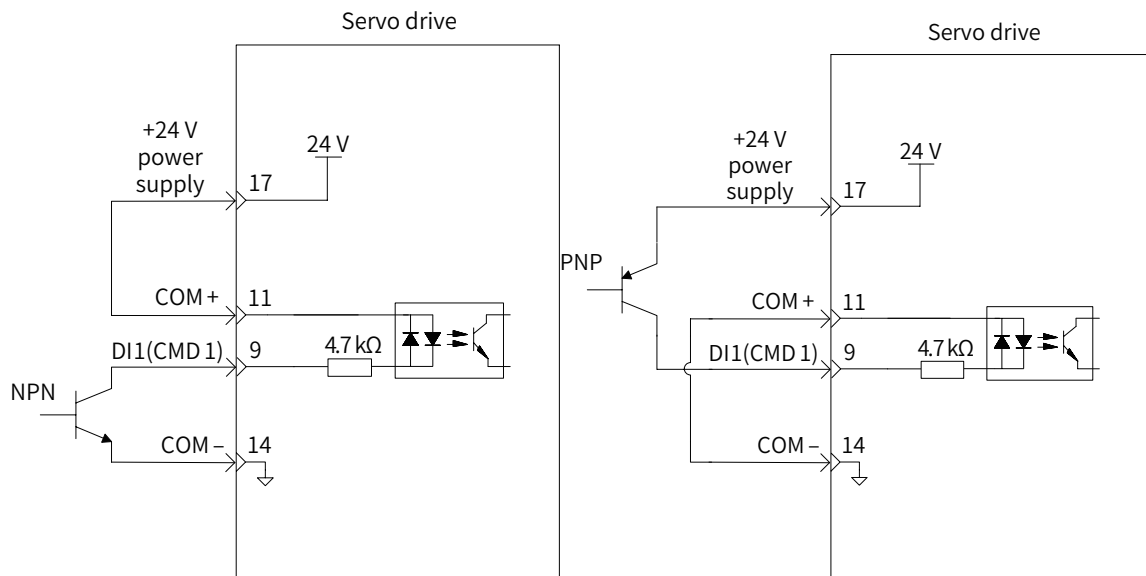 Servo drive
+24 V
power
supply
24 V
17
COM +
11
DI1(CMD 1)
9
4.7 kΩ
NPN
COM –
14
Servo drive
+24 V
power
supply
24 V
17
PNP
COM +
11
DI1(CMD 1)
9
4.7 kΩ
COM –
14